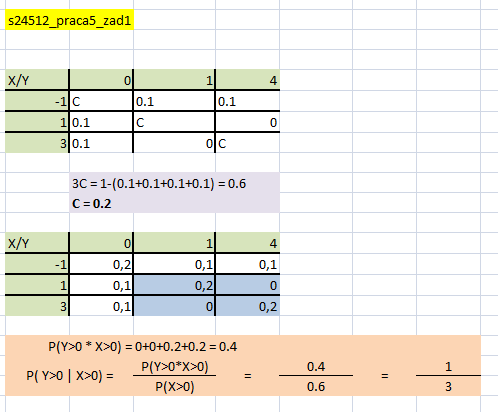 s24512_praca5_zad1
X/Y 0 1 4
-1 C 0.1 0.1
1 0.1 C 0
3 0.1 0 C
3C = 1-(0.1+0.1+0.1+0.1) = 0.6
C = 0.2
X/Y 0 1 4
-1 0,2 0,1 0,1
1 0,1 0,2 0
3 0,1 0 0,2
P(Y>0 * X>0) = 0+0+0.2+0.2 = 0.4
P( Y>0 | X>0) = P(Y>0*X>0) = 0.4 = 1
P(X>0) 0.6 3